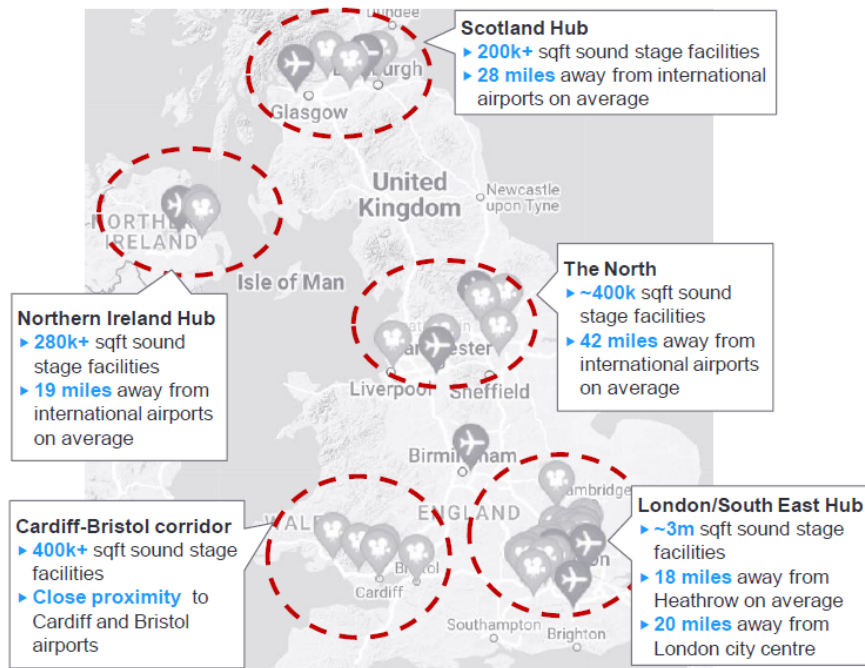 Dundee
Scotland Hub
▸ 200k+ sqft sound stage facilities
▸ 28 miles away from international
airports on average
Glasgow
United
Kingdom
Newcastle
upon Tyne
IRELAND
Isle of Man
Northern Ireland Hub
▸ 280k+ sqft sound
stage facilities
▸ 19 miles away from
international airports
on average
The North
▸ ~400k sqft sound
stage facilities
▸ 42 miles away from
international airports
on average
Liverpool
Sheffield
ENGLAND
Cardiff-Bristol corridor
▸ 400k+ sqft sound stage
facilities
▸ Close proximity to
Cardiff and Bristol
airports
Cardiff
London/South East Hub
▸ ~3m sqft sound stage
facilities
▸ 18 miles away from
Heathrow on average
▸ 20 miles away from
London city centre
Southampton
Brighton